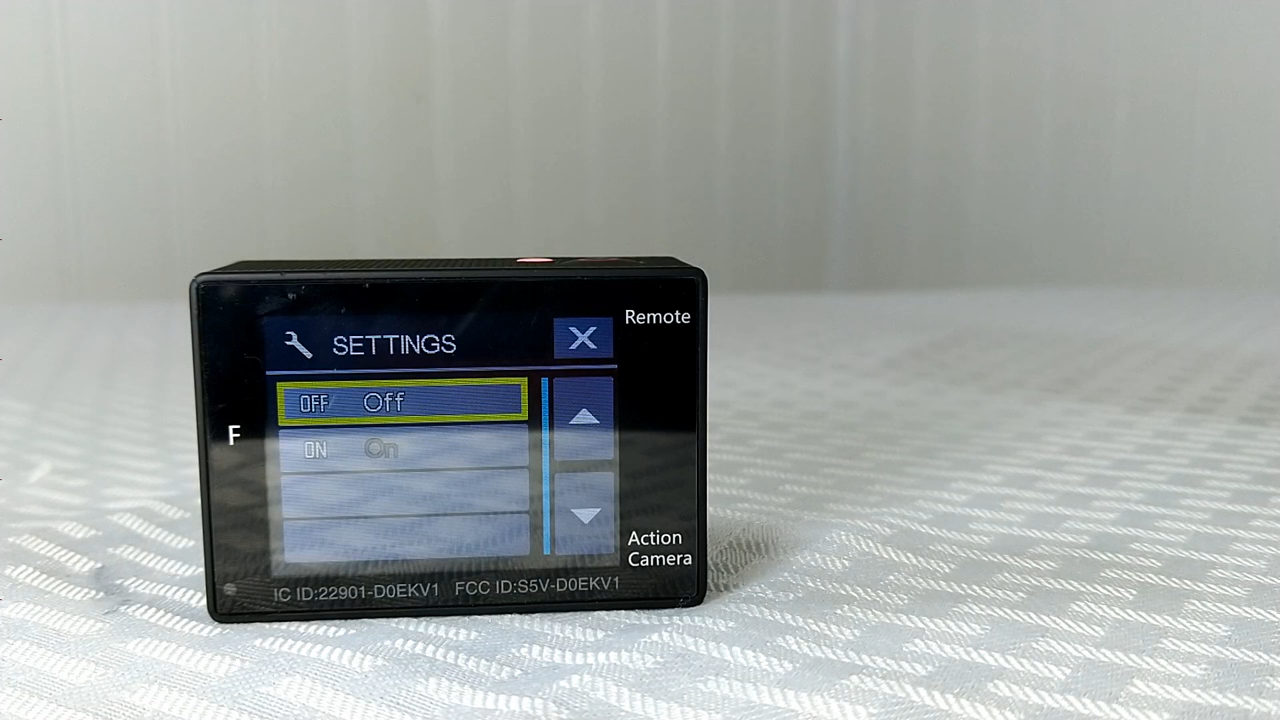 Remote
SETTINGS
OFF Off
ON On
F
Action
Camera
IC ID:22901-D0EKV1 FCC ID:S5V-D0EKV1